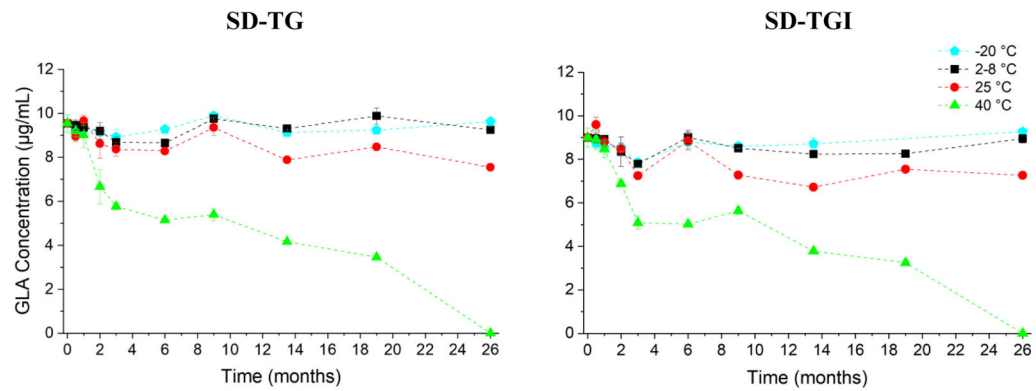 SD-TG
SD-TGI
-20 °C
2-8 °C
25 °C
40 °C
GLA Concentration (µg/mL)
12
10
8
6
4
2
0
0 2 4 6 8 10 12 14 16 18 20 22 24 26
Time (months)
12
10
8
6
4
2
0
0 2 4 6 8 10 12 14 16 18 20 22 24 26
Time (months)